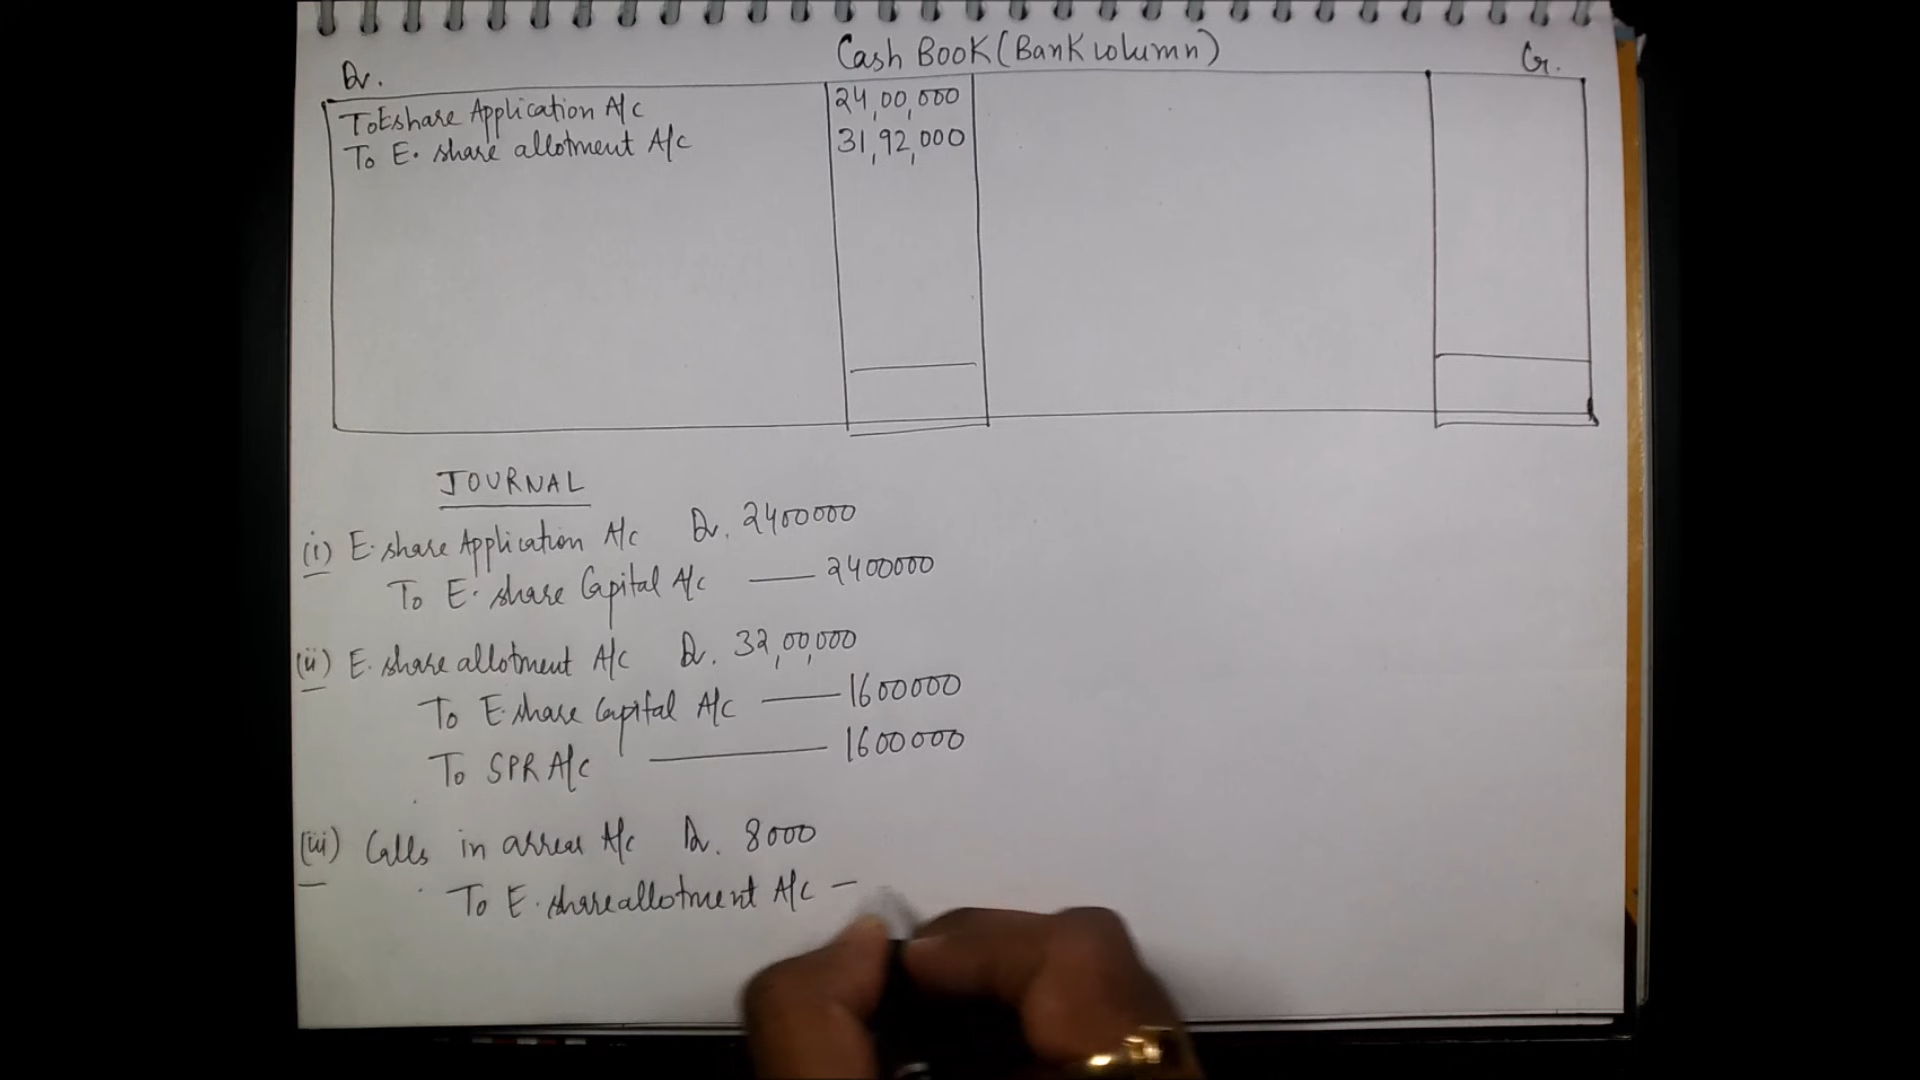 Cash Book (Bank column)
Dr. Cr.
To E share Application A/c 24,00,000
To E. share allotment A/c 31,92,000
JOURNAL
(i) E. share Application A/c Dr. 2400000
To E. share Capital A/c — 2400000
(ii) E. share allotment A/c Dr. 32,00,000
To E. share Capital A/c — 1600000
To SPR A/c — 1600000
(iii) Calls in arrear A/c Dr. 8000
To E. share allotment A/c —